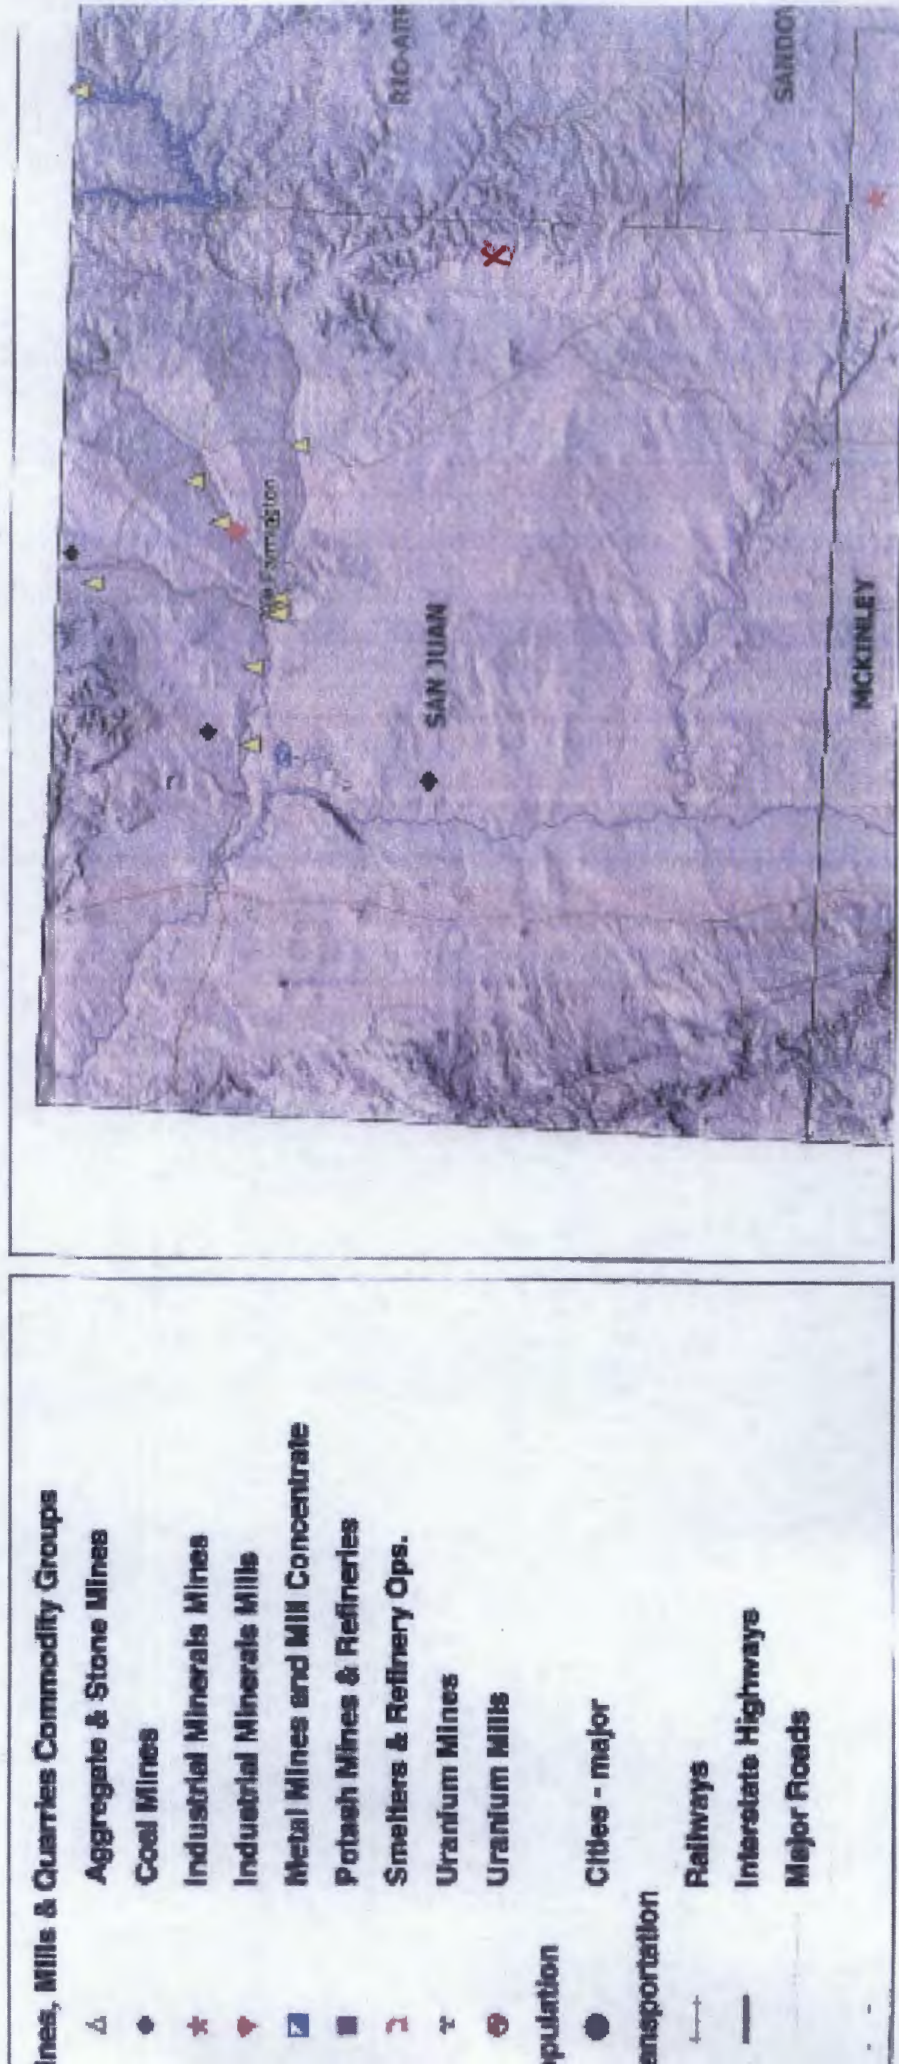 ines, Mills & Quarries Commodity Groups
Aggregate & Stone Mines
Coal Mines
Industrial Minerals Mines
Industrial Minerals Mills
Metal Mines and Mill Concentrate
Potash Mines & Refineries
Smelters & Refinery Ops.
Uranium Mines
Uranium Mills
opulation
Cities - major
ansportation
Railways
Interstate Highways
Major Roads
Farmington
SAN JUAN
MCKINLEY
RIO ARR
SANDOV
X